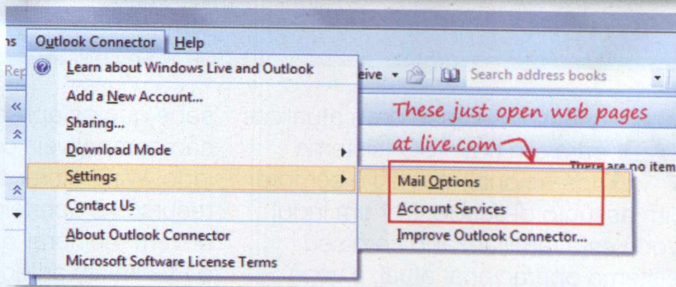 ns Outlook Connector Help
Rep
Learn about Windows Live and Outlook
eive
Search address books
Add a New Account...
These just open web pages
Sharing...
at live.com
Download Mode
There are no item
Settings
Mail Options
Contact Us
Account Services
About Outlook Connector
Improve Outlook Connector...
Microsoft Software License Terms